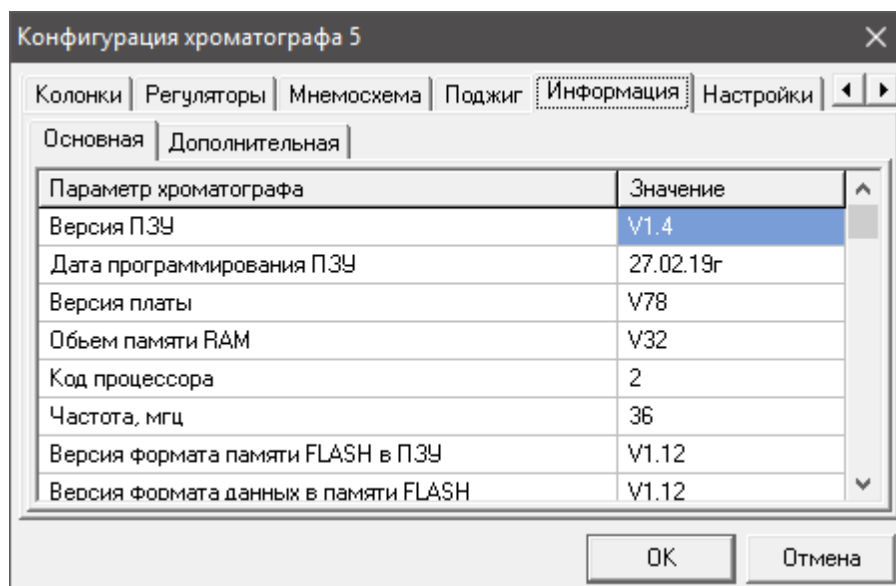 Конфигурация хроматографа 5
Колонки Регуляторы Мнемосхема Поджиг Информация Настройки
Основная Дополнительная
Параметр хроматографа Значение
Версия ПЗУ V1.4
Дата программирования ПЗУ 27.02.19г
Версия платы V78
Обьем памяти RAM V32
Код процессора 2
Частота, мгц 36
Версия формата памяти FLASH в ПЗУ V1.12
Версия формата данных в памяти FLASH V1.12
OK Отмена